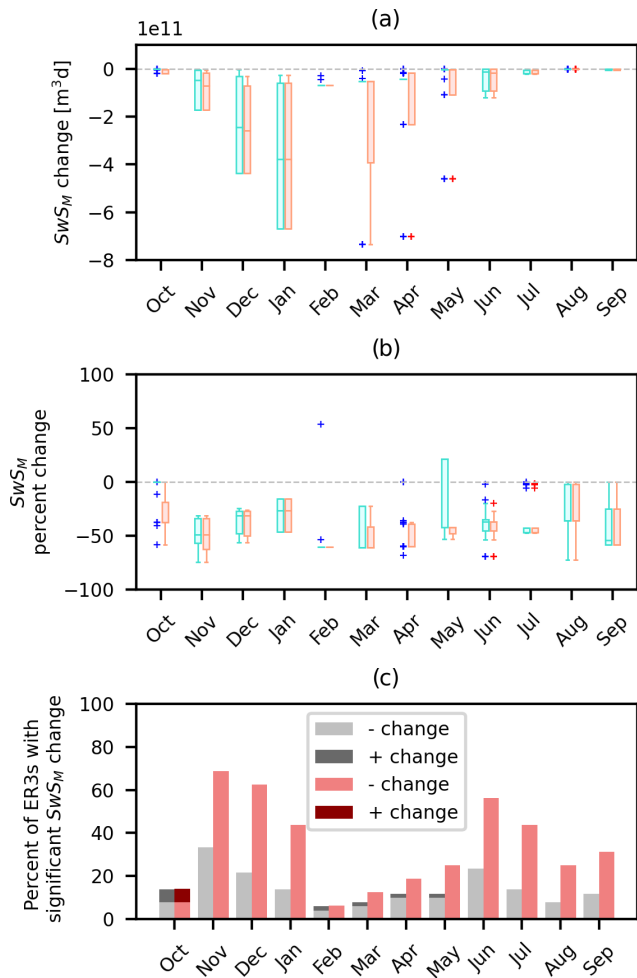 (a)
1e11
0
−2
−4
−6
−8
SwS_M change [m³d]
Oct Nov Dec Jan Feb Mar Apr May Jun Jul Aug Sep
(b)
100
50
0
−50
−100
SwS_M
percent change
Oct Nov Dec Jan Feb Mar Apr May Jun Jul Aug Sep
(c)
100
80
60
40
20
0
Percent of ER3s with
significant SwS_M change
- change
+ change
- change
+ change
Oct Nov Dec Jan Feb Mar Apr May Jun Jul Aug Sep